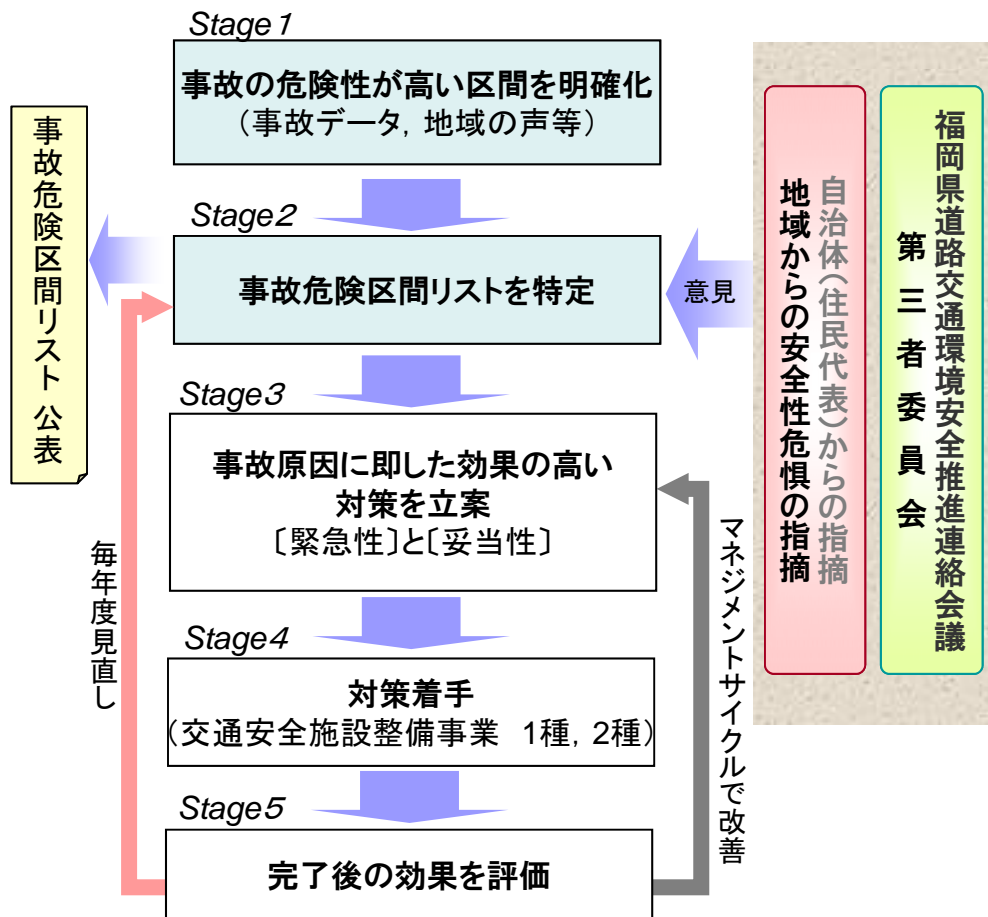 Stage1
事故の危険性が高い区間を明確化
（事故データ，地域の声等）
Stage2
事故危険区間リストを特定
意見
事故危険区間リスト 公表
Stage3
事故原因に即した効果の高い
対策を立案
〔緊急性〕と〔妥当性〕
Stage4
対策着手
（交通安全施設整備事業　1種，2種）
Stage5
完了後の効果を評価
毎年度見直し
マネジメントサイクルで改善
福岡県道路交通環境安全推進連絡会議
第三者委員会
自治体（住民代表）からの指摘
地域からの安全性危惧の指摘